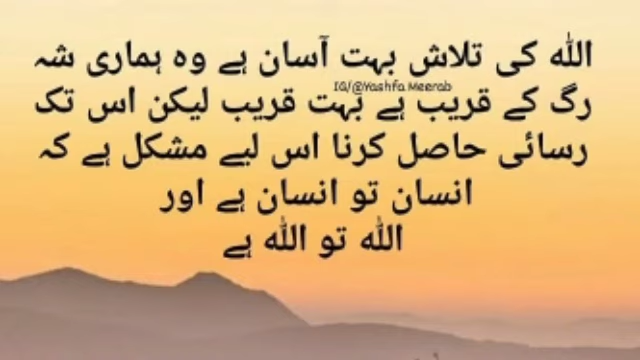 اللہ کی تلاش بہت آسان ہے وہ ہماری شہ
IG/@Yashfa Meerab
رگ کے قریب ہے بہت قریب لیکن اس تک
رسائی حاصل کرنا اس لیے مشکل ہے کہ
انسان تو انسان ہے اور
اللہ تو اللہ ہے